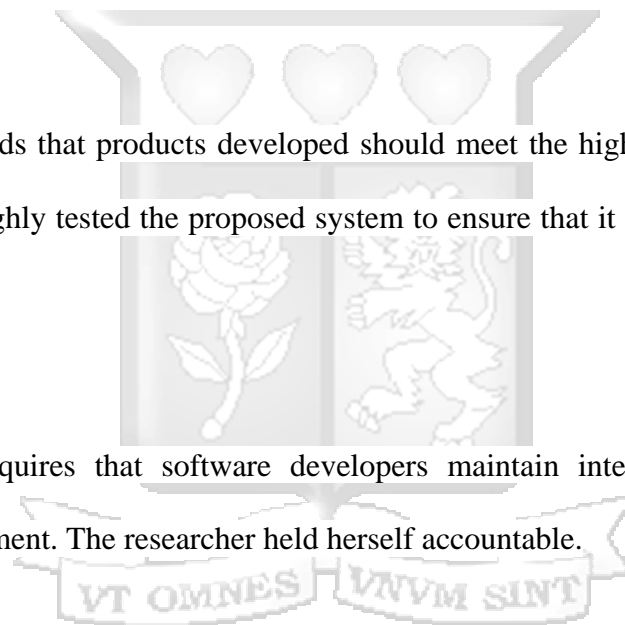 ds that products developed should meet the high
ghly tested the proposed system to ensure that it
quires that software developers maintain inte
ment. The researcher held herself accountable.
VT OMNES VNVM SINT